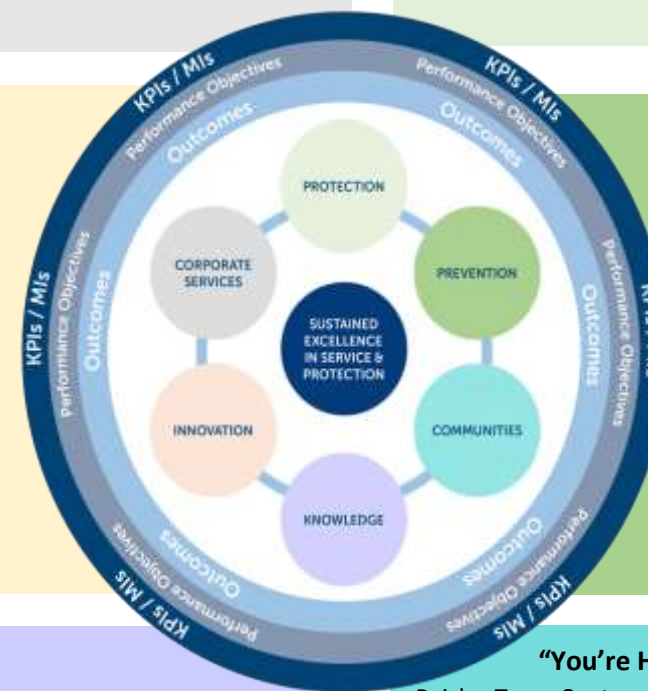 KPIs / MIs
KPIs / MIs
Performance Objectives
Performance Objectives
Outcomes
Outcomes
PROTECTION
CORPORATE
SERVICES
PREVENTION
KPIs / MIs
Performance Objectives
Outcomes
SUSTAINED
EXCELLENCE
IN SERVICE &
PROTECTION
Outcomes
Performance Objectives
INNOVATION
COMMUNITIES
KNOWLEDGE
Outcomes
Outcomes
Performance Objectives
Performance Objectives
KPIs / MIs
KPIs / MIs
“You’re H